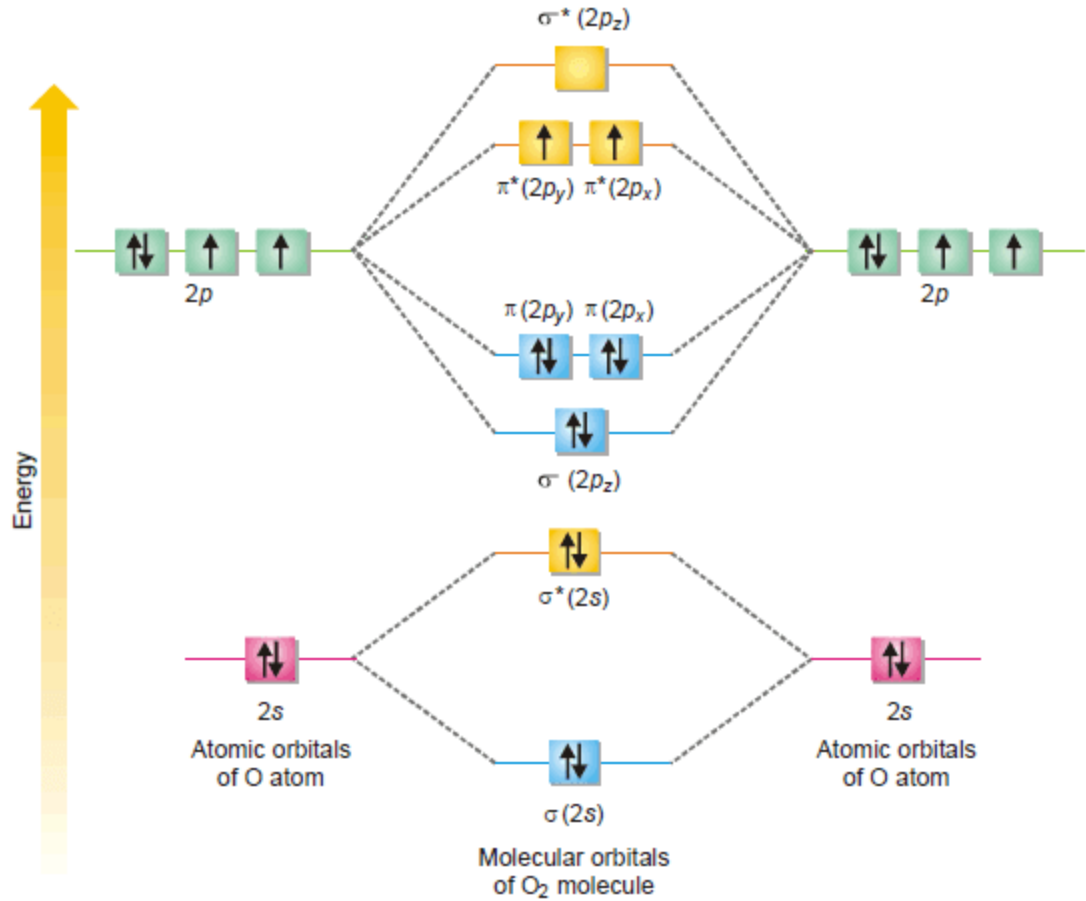 σ* (2pz)
π*(2py) π*(2px)
2p
2p
π(2py) π(2px)
σ (2pz)
Energy
σ*(2s)
2s
2s
Atomic orbitals
of O atom
Atomic orbitals
of O atom
σ(2s)
Molecular orbitals
of O2 molecule